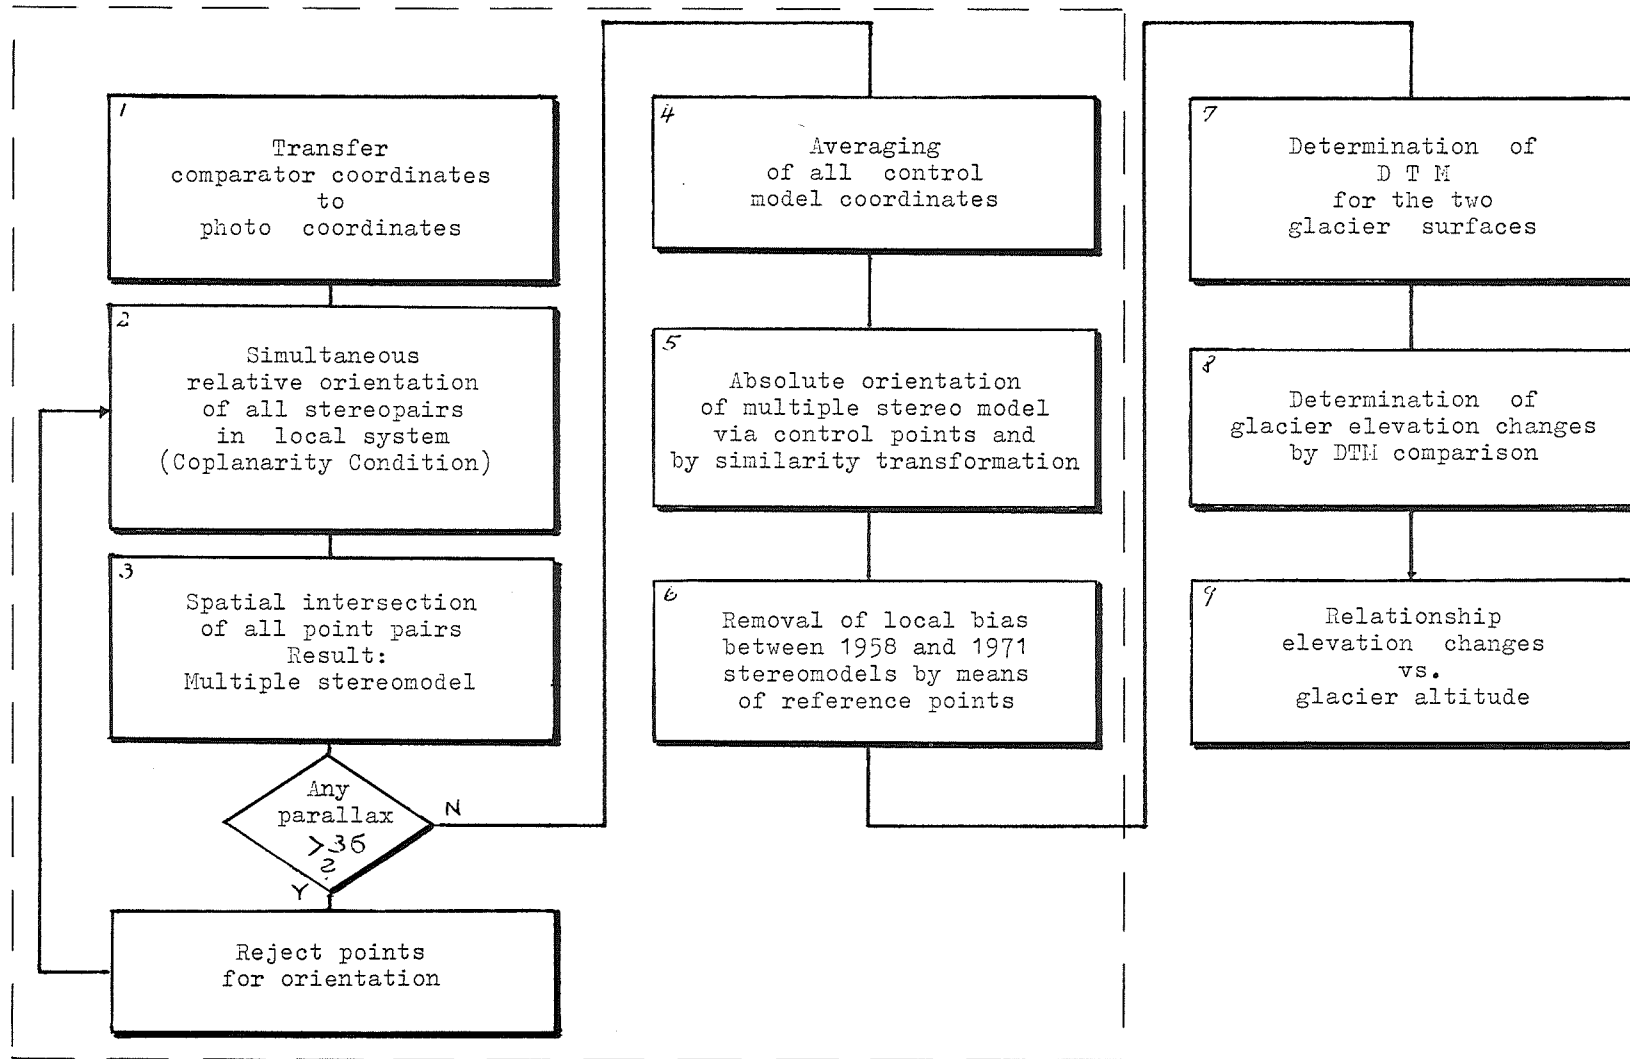 1
Transfer
comparator coordinates
to
photo coordinates
2
Simultaneous
relative orientation
of all stereopairs
in local system
(Coplanarity Condition)
3
Spatial intersection
of all point pairs
Result:
Multiple stereomodel
Any
parallax
>3σ
?
N
Y
Reject points
for orientation
4
Averaging
of all control
model coordinates
5
Absolute orientation
of multiple stereo model
via control points and
by similarity transformation
6
Removal of local bias
between 1958 and 1971
stereomodels by means
of reference points
7
Determination of
D T M
for the two
glacier surfaces
8
Determination of
glacier elevation changes
by DTM comparison
9
Relationship
elevation changes
vs.
glacier altitude